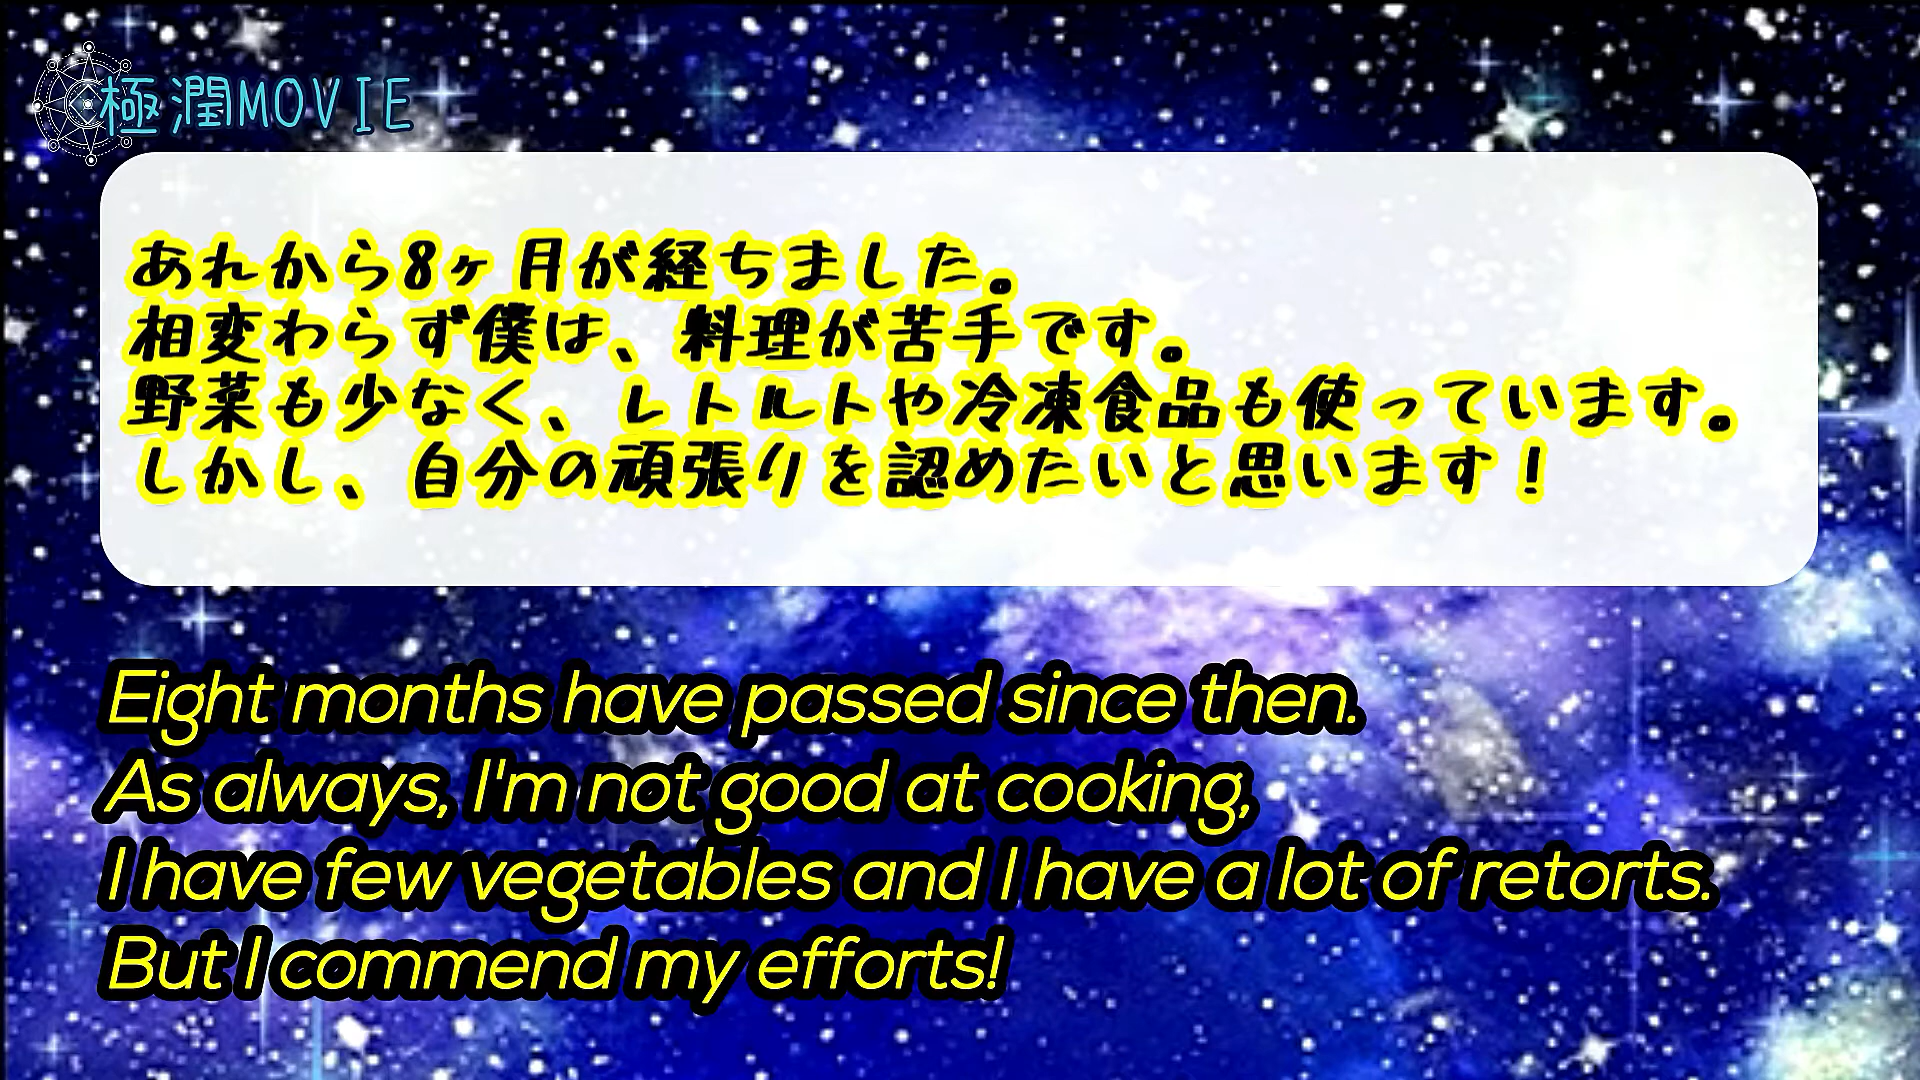 極潤MOVIE
あれから8ヶ月が経ちました。
相変わらず僕は、料理が苦手です。
野菜も少なく、レトルトや冷凍食品も使っています。
しかし、自分の頑張りを認めたいと思います！
Eight months have passed since then.
As always, I'm not good at cooking,
I have few vegetables and I have a lot of retorts.
But I commend my efforts!